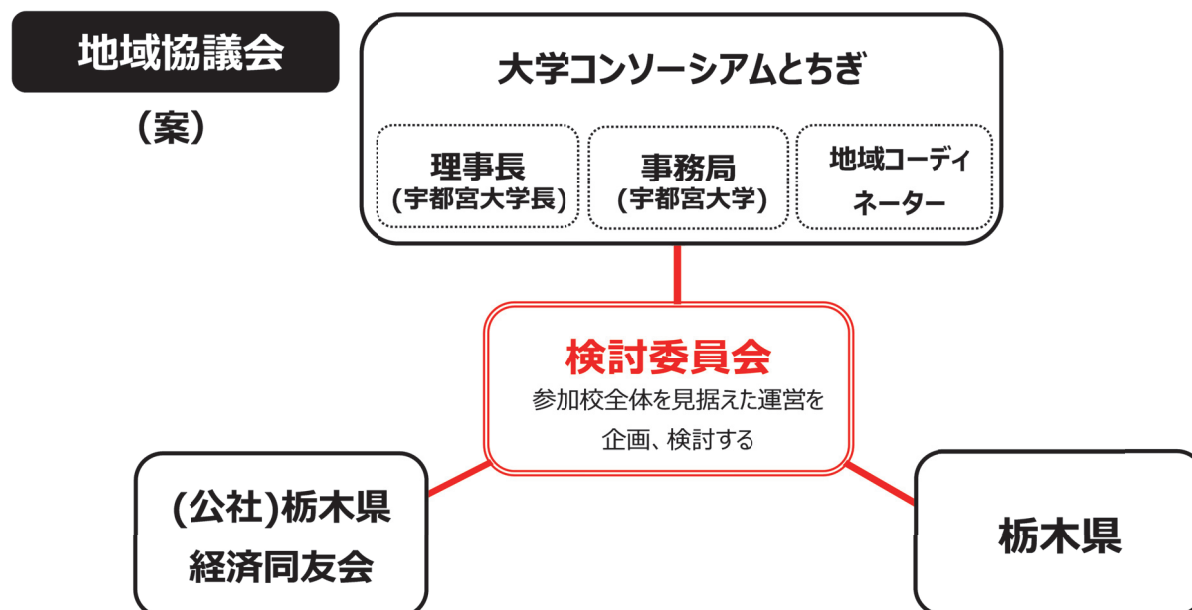 地域協議会
(案)
大学コンソーシアムとちぎ
理事長
(宇都宮大学長)
事務局
(宇都宮大学)
地域コーディ
ネーター
検討委員会
参加校全体を見据えた運営を
企画、検討する
(公社)栃木県
経済同友会
栃木県